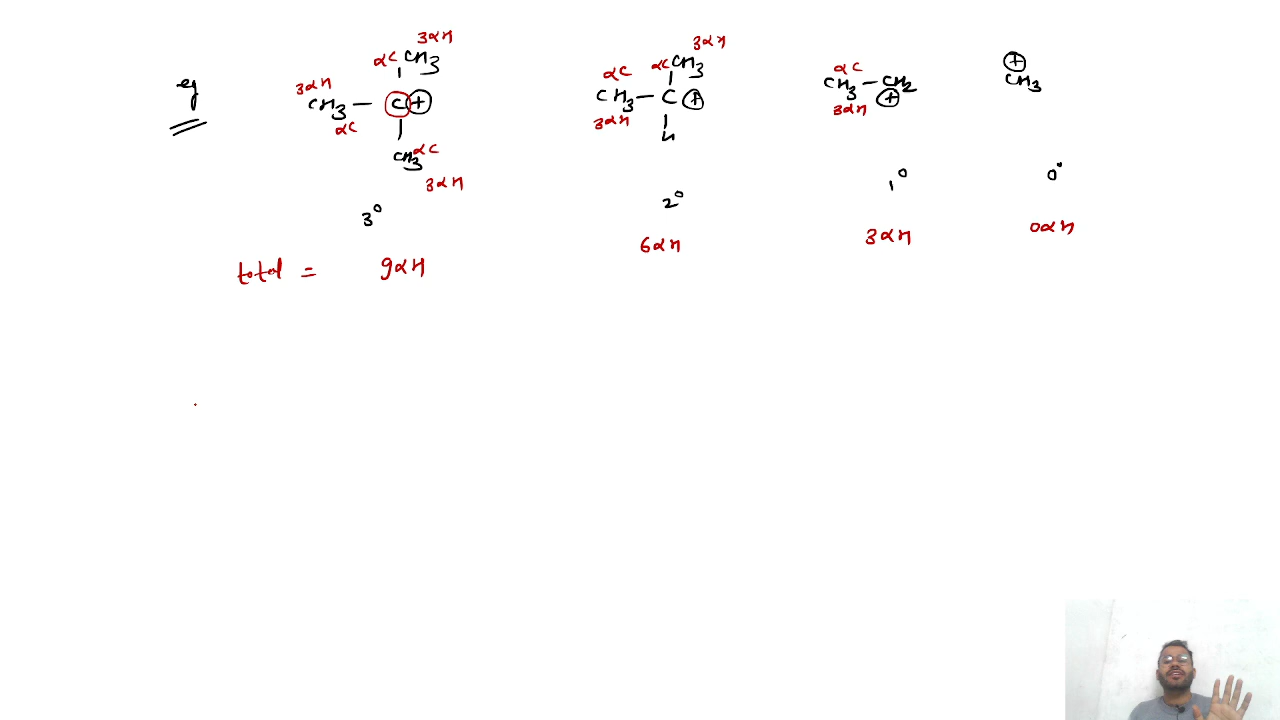 eg
3αH
αC CH3
3αH
CH3 — C ⊕
αC
CH3 αC
3αH
3°
total = 9αH
3αH
αC
αC CH3
CH3 — C ⊕
3αH
H
2°
6αH
αC
CH3 — CH2
3αH ⊕
1°
3αH
⊕
CH3
0°
0αH